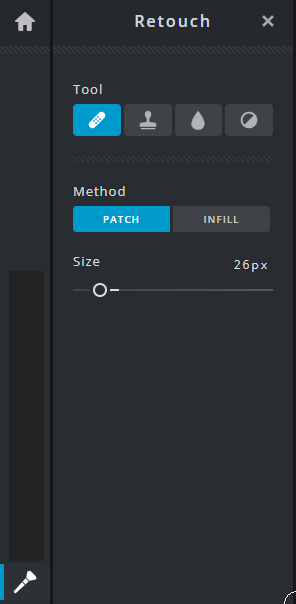 Retouch
Tool
Method
PATCH INFILL
Size 26px